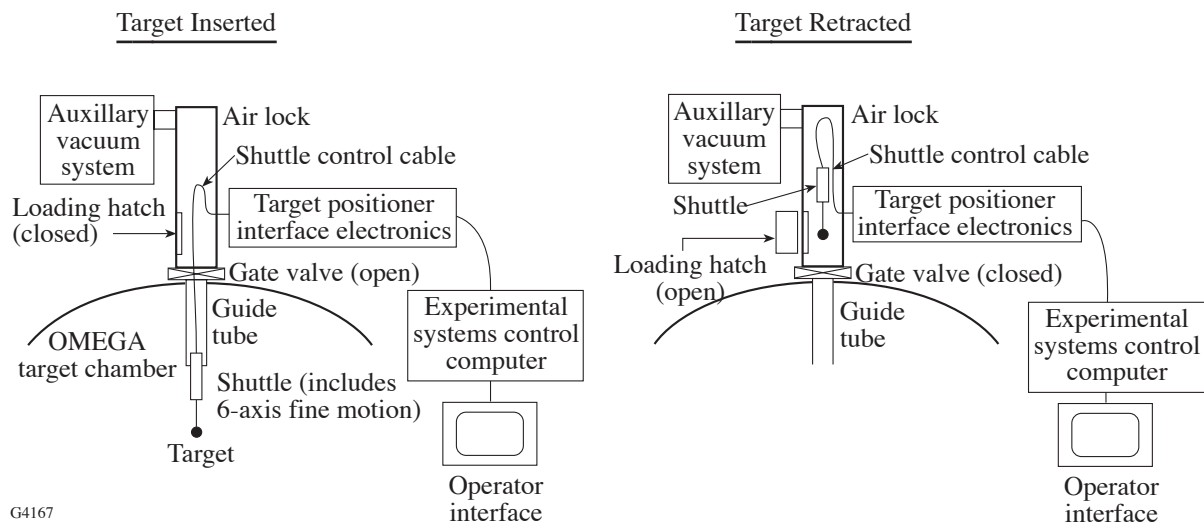 Target Inserted
Auxillary
vacuum
system
Air lock
Shuttle control cable
Loading hatch
(closed)
Target positioner
interface electronics
Gate valve (open)
Guide
tube
OMEGA
target chamber
Experimental
systems control
computer
Shuttle (includes
6-axis fine motion)
Target
Operator
interface
G4167
Target Retracted
Auxillary
vacuum
system
Air lock
Shuttle control cable
Shuttle
Target positioner
interface electronics
Loading hatch
(open)
Gate valve (closed)
Guide
tube
Experimental
systems control
computer
Operator
interface